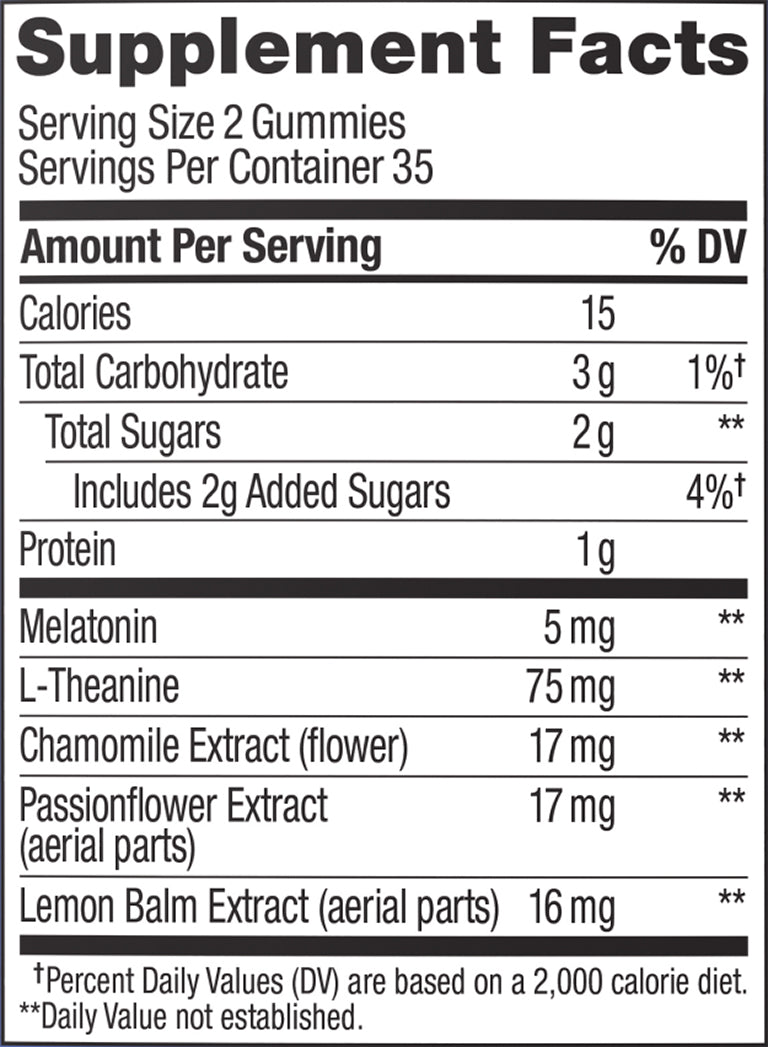 Supplement Facts
Serving Size 2 Gummies
Servings Per Container 35
Amount Per Serving % DV
Calories 15
Total Carbohydrate 3 g 1%†
Total Sugars 2 g **
Includes 2g Added Sugars 4%†
Protein 1 g
Melatonin 5 mg **
L-Theanine 75 mg **
Chamomile Extract (flower) 17 mg **
Passionflower Extract 17 mg **
(aerial parts)
Lemon Balm Extract (aerial parts) 16 mg **
†Percent Daily Values (DV) are based on a 2,000 calorie diet.
**Daily Value not established.